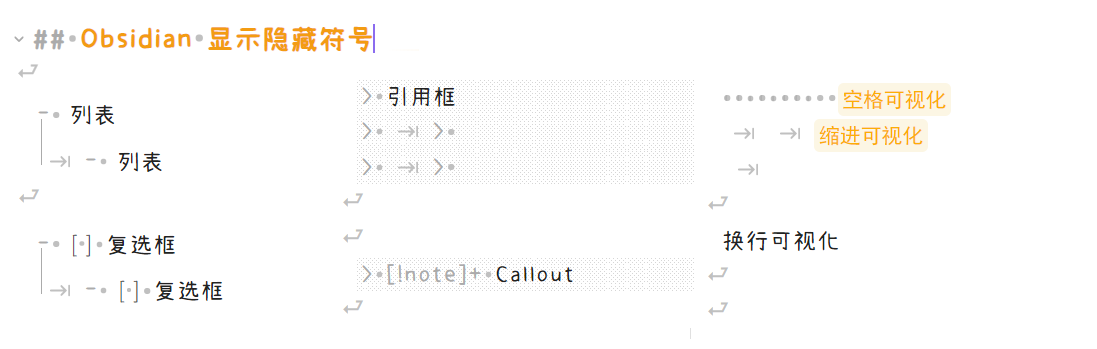 ## Obsidian 显示隐藏符号
- 列表
- 列表
- [ ] 复选框
- [ ] 复选框
> 引用框
> >
> >
> [!note]+ Callout
空格可视化
缩进可视化
换行可视化